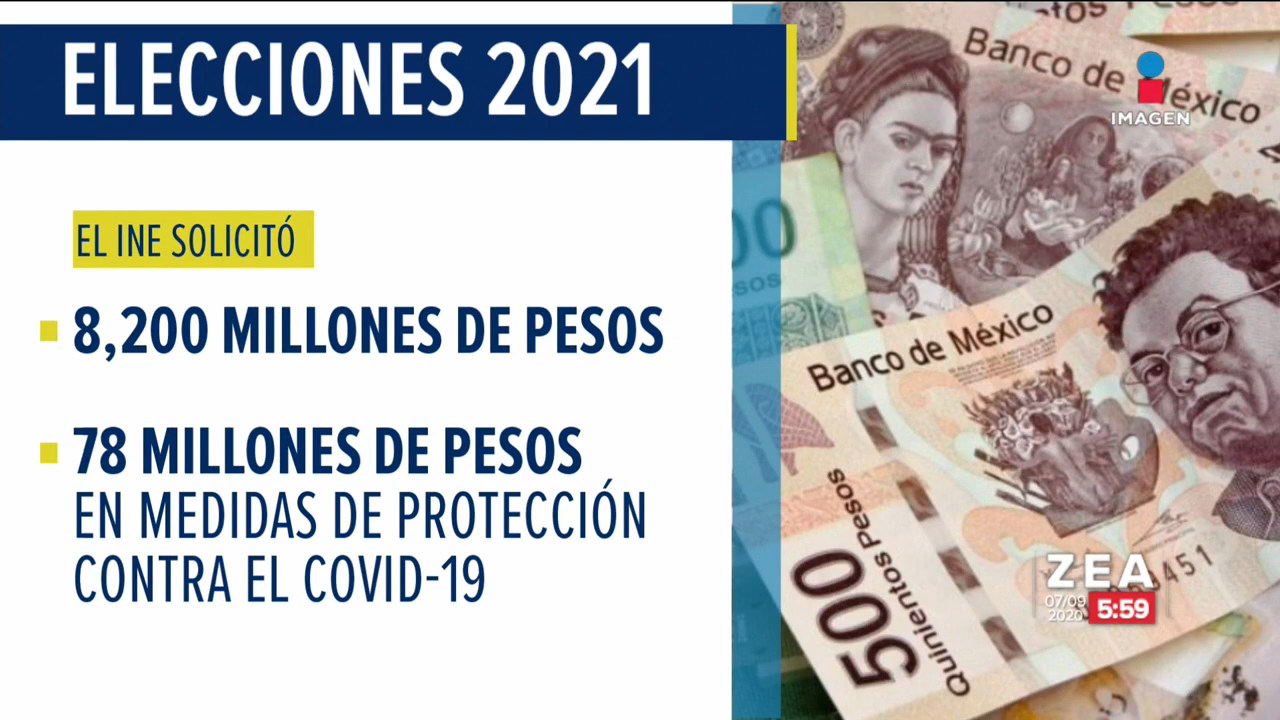 ELECCIONES 2021
EL INE SOLICITÓ
8,200 MILLONES DE PESOS
78 MILLONES DE PESOS
EN MEDIDAS DE PROTECCIÓN
CONTRA EL COVID-19
Banco de México
IMAGEN
Banco de México
500
Quinientos Pesos
ZEA
07/09
2020
5:59